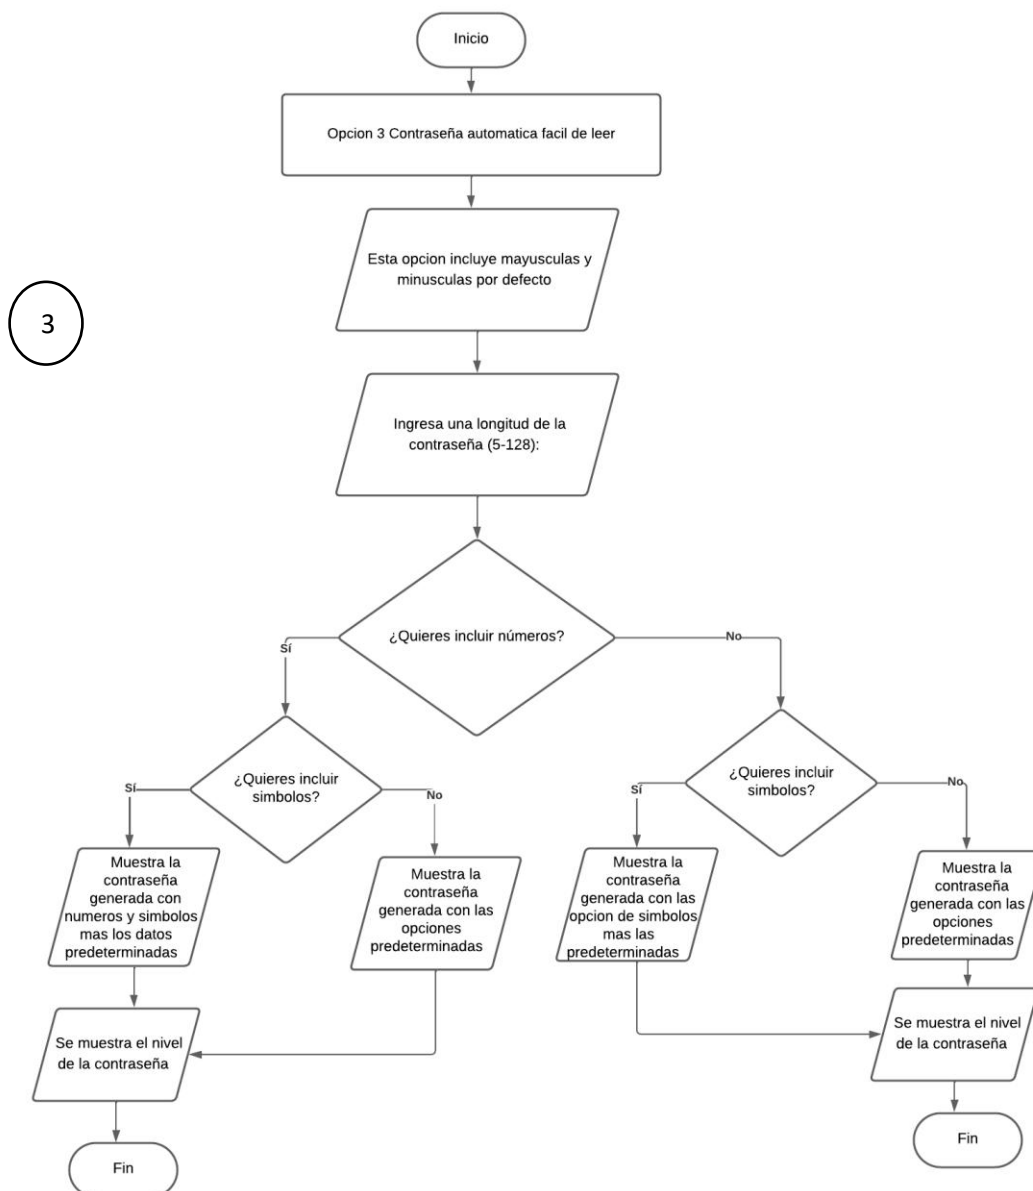 Inicio
Opcion 3 Contraseña automatica facil de leer
Esta opcion incluye mayusculas y
minusculas por defecto
3
Ingresa una longitud de la
contraseña (5-128):
¿Quieres incluir números?
Sí
No
¿Quieres incluir
simbolos?
Sí
No
¿Quieres incluir
simbolos?
Sí
No
Muestra la
contraseña
generada con
numeros y simbolos
mas los datos
predeterminadas
Muestra la
contraseña
generada con las
opciones
predeterminadas
Muestra la
contraseña
generada con las
opcion de simbolos
mas las
predeterminadas
Muestra la
contraseña
generada con las
opciones
predeterminadas
Se muestra el nivel
de la contraseña
Se muestra el nivel
de la contraseña
Fin
Fin